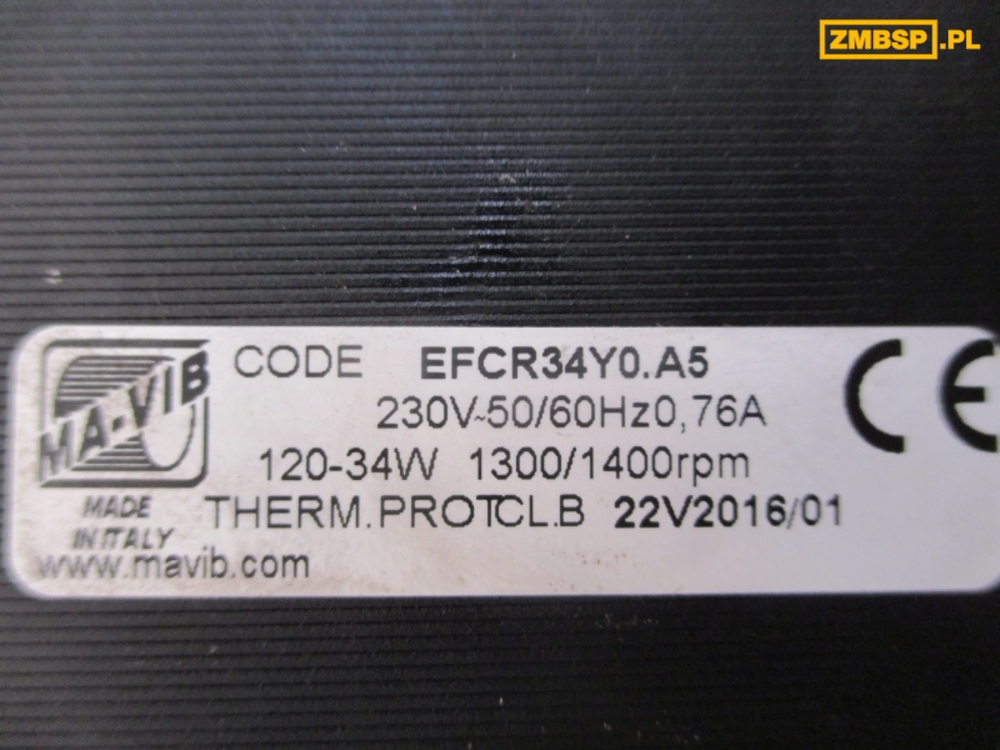 ZMBSP.PL
MA-VIB
CODE EFCR34Y0.A5
230V~50/60Hz0,76A
120-34W 1300/1400rpm
MADE
IN ITALY
THERM.PROTCL.B 22V2016/01
www.mavib.com
CE